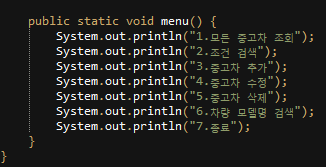 public static void menu() {
System.out.println("1.모든 중고차 조회");
System.out.println("2.조건 검색");
System.out.println("3.중고차 추가");
System.out.println("4.중고차 수정");
System.out.println("5.중고차 삭제");
System.out.println("6.차량 모델명 검색");
System.out.println("7.종료");
}
}